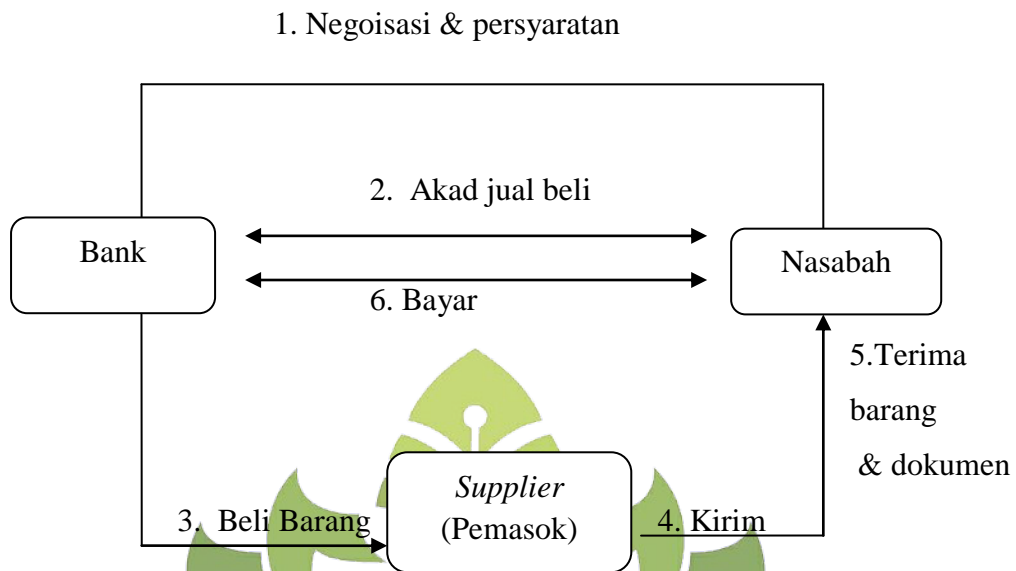 1. Negoisasi & persyaratan
2. Akad jual beli
Bank
Nasabah
6. Bayar
5.Terima
barang
& dokumen
Supplier
(Pemasok)
3. Beli Barang
4. Kirim